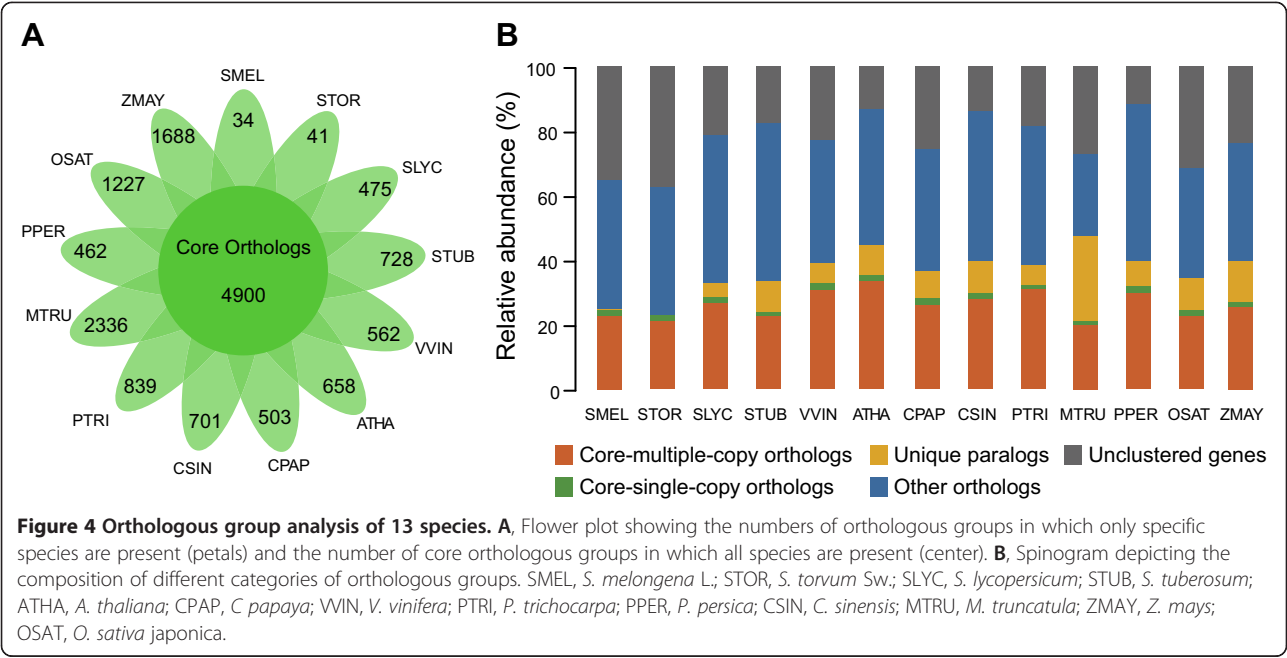 A
SMEL
34
STOR
41
SLYC
475
STUB
728
VVIN
562
ATHA
658
CPAP
503
CSIN
701
PTRI
839
MTRU
2336
PPER
462
OSAT
1227
ZMAY
1688
Core Orthologs
4900
B
Relative abundance (%)
100
80
60
40
20
0
SMEL STOR SLYC STUB VVIN ATHA CPAP CSIN PTRI MTRU PPER OSAT ZMAY
Core-multiple-copy orthologs Unique paralogs Unclustered genes
Core-single-copy orthologs Other orthologs
Figure 4 Orthologous group analysis of 13 species. A, Flower plot showing the numbers of orthologous groups in which only specific
species are present (petals) and the number of core orthologous groups in which all species are present (center). B, Spinogram depicting the
composition of different categories of orthologous groups. SMEL, S. melongena L.; STOR, S. torvum Sw.; SLYC, S. lycopersicum; STUB, S. tuberosum;
ATHA, A. thaliana; CPAP, C papaya; VVIN, V. vinifera; PTRI, P. trichocarpa; PPER, P. persica; CSIN, C. sinensis; MTRU, M. truncatula; ZMAY, Z. mays;
OSAT, O. sativa japonica.